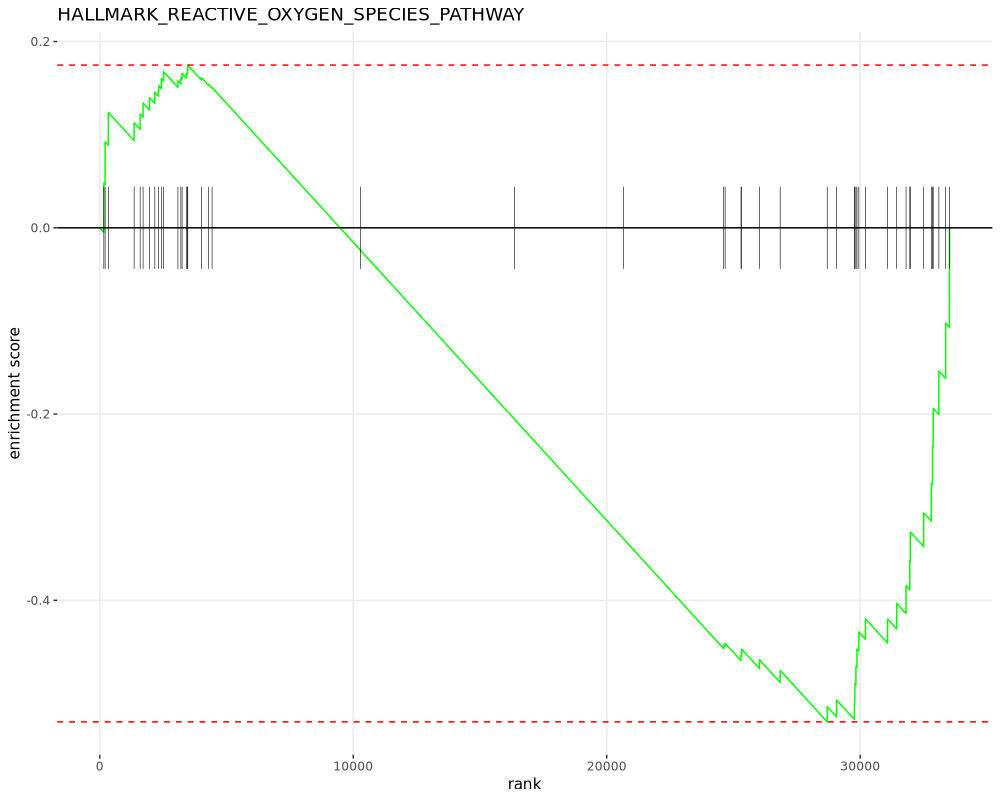 HALLMARK_REACTIVE_OXYGEN_SPECIES_PATHWAY
0.2
0.0
-0.2
-0.4
enrichment score
0
10000
20000
30000
rank